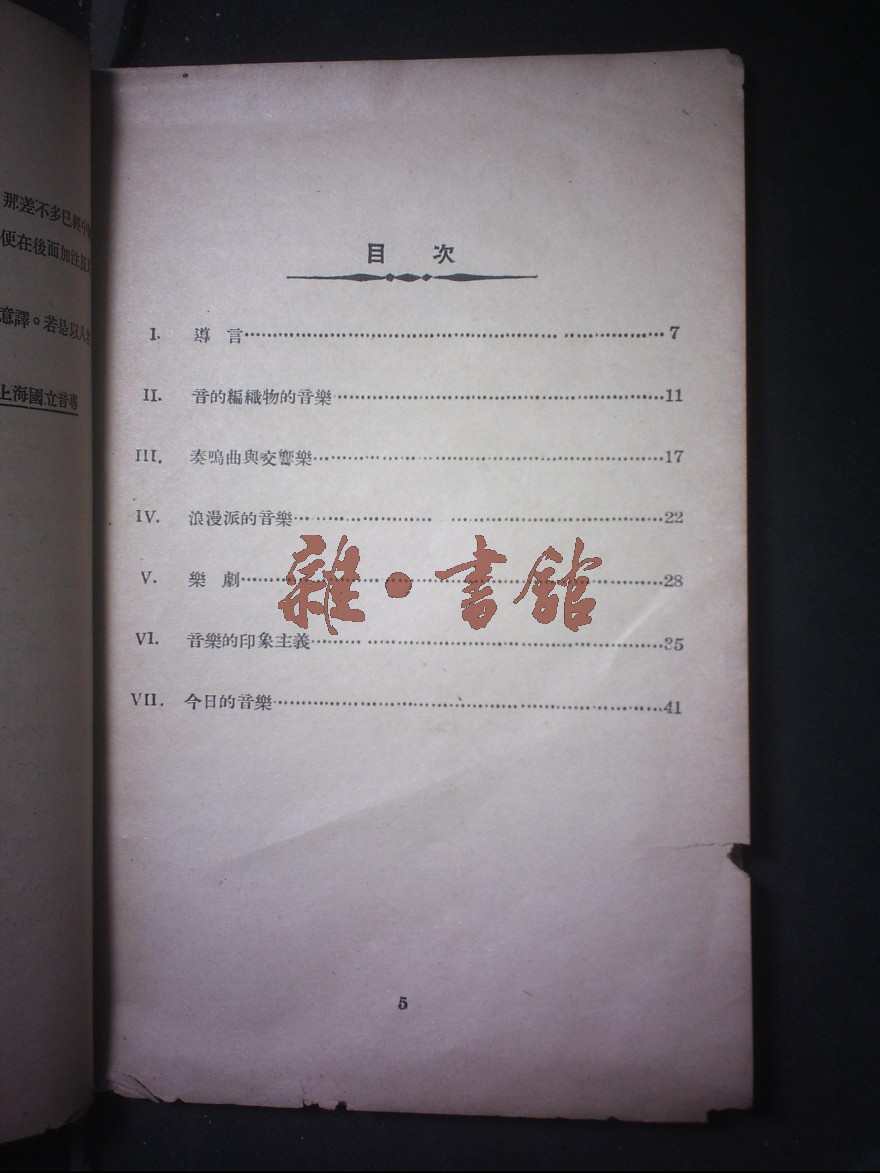 那差不多已經中
便在後面加注原
意譯。若是以人
上海國立音專
目 次
I. 導言 7
II. 音的編織物的音樂 11
III. 奏鳴曲與交響樂 17
IV. 浪漫派的音樂 22
V. 樂劇 28
雜·書館
VI. 音樂的印象主義 35
VII. 今日的音樂 41
5